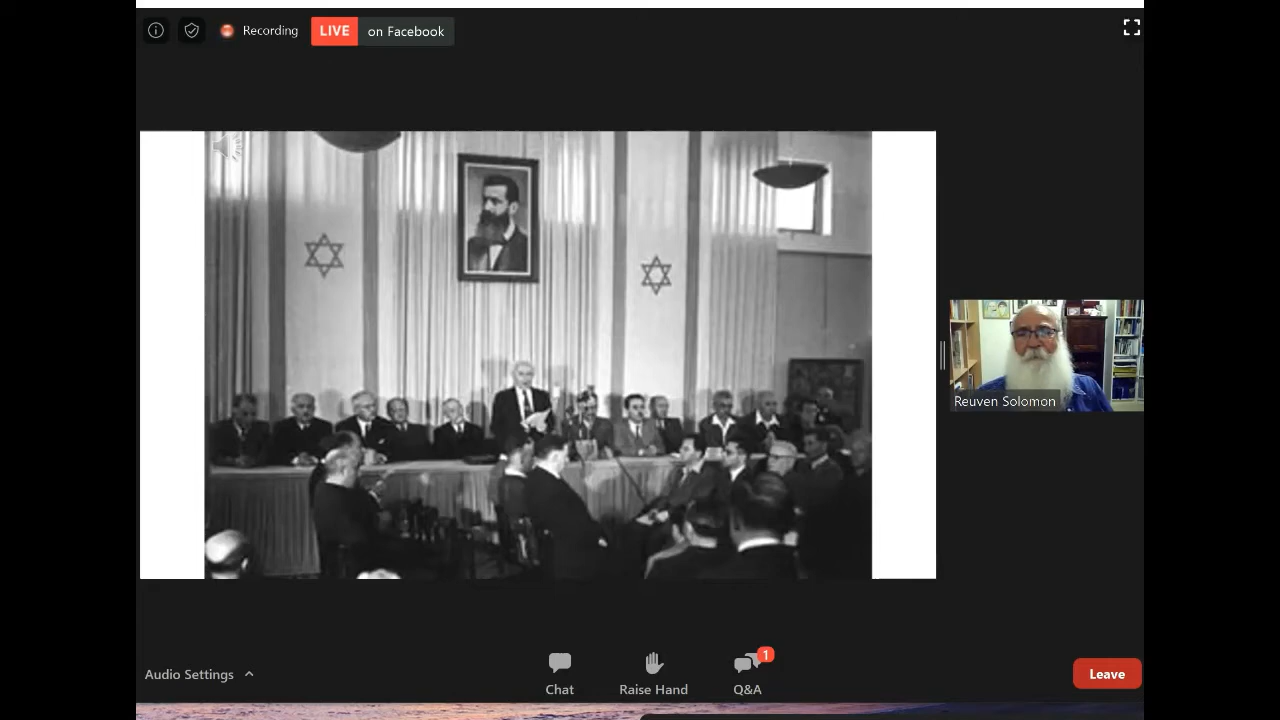 Recording
LIVE on Facebook
Reuven Solomon
Audio Settings
Chat
Raise Hand
Q&A
1
Leave